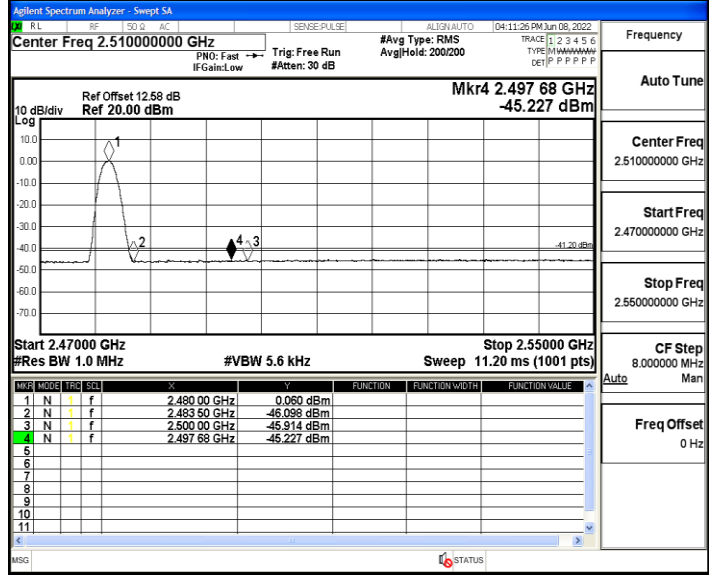 Agilent Spectrum Analyzer - Swept SA
RL RF 50 Ω AC SENSE:PULSE ALIGN AUTO 04:11:26 PM Jun 08, 2022
Center Freq 2.510000000 GHz
PNO: Fast
IFGain:Low
Trig: Free Run
#Atten: 30 dB
#Avg Type: RMS
Avg|Hold: 200/200
TRACE 1 2 3 4 5 6
TYPE MWWWWW
DET P P P P P P
Mkr4 2.497 68 GHz
-45.227 dBm
Ref Offset 12.58 dB
10 dB/div Ref 20.00 dBm
Log
10.0
0.00
-10.0
-20.0
-30.0
-40.0
-50.0
-60.0
-70.0
1
2
4
3
-41.20 dBm
Start 2.47000 GHz Stop 2.55000 GHz
#Res BW 1.0 MHz #VBW 5.6 kHz Sweep 11.20 ms (1001 pts)
MKR MODE TRC SCL X Y FUNCTION FUNCTION WIDTH FUNCTION VALUE
1 N 1 f 2.480 00 GHz 0.060 dBm
2 N 1 f 2.483 50 GHz -46.098 dBm
3 N 1 f 2.500 00 GHz -45.914 dBm
4 N 1 f 2.497 68 GHz -45.227 dBm
5
6
7
8
9
10
11
MSG STATUS
Frequency
Auto Tune
Center Freq
2.510000000 GHz
Start Freq
2.470000000 GHz
Stop Freq
2.550000000 GHz
CF Step
8.000000 MHz
Auto Man
Freq Offset
0 Hz